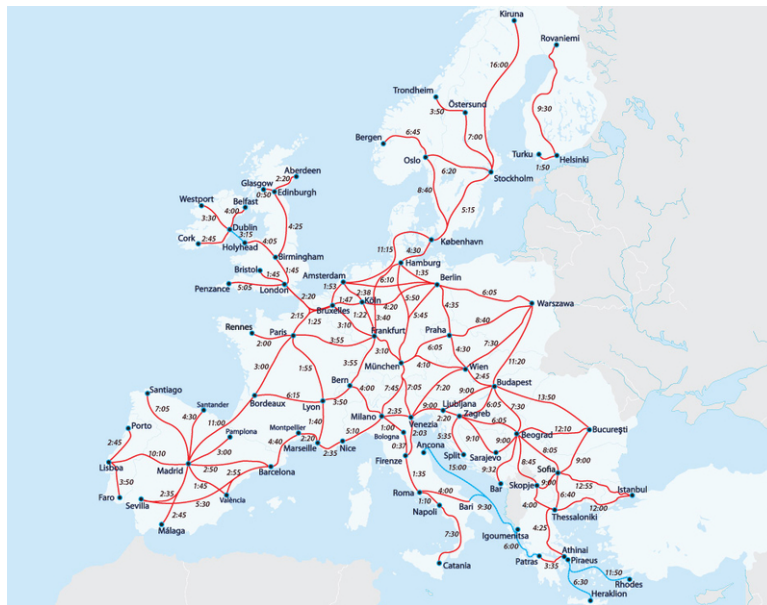 Kiruna
Rovaniemi
16:00
Trondheim
Östersund
3:50
9:30
7:00
Bergen
6:45
Oslo
6:20
Turku
1:50
Helsinki
Stockholm
8:40
5:15
Aberdeen
2:20
Glasgow
0:50
Edinburgh
Westport
Belfast
4:00
3:30
Dublin
3:15
4:25
Cork
2:45
Holyhead
4:05
Birmingham
København
4:30
11:15
Hamburg
Bristol
1:45
1:45
Amsterdam
6:10
1:35
Berlin
Penzance
5:05
London
1:53
2:38
2:20
1:47
Köln
4:20
5:50
6:05
Warszawa
2:15
Bruxelles
1:22
3:40
4:35
8:40
1:25
3:10
5:45
Rennes
Paris
Frankfurt
Praha
7:30
2:00
3:55
3:10
6:05
4:30
11:20
3:00
1:55
3:55
München
4:10
Wien
2:45
Bern
4:00
7:45
7:05
7:20
9:00
Budapest
13:50
Santiago
Santander
Bordeaux
6:15
Lyon
3:50
Milano
2:35
9:00
Ljubljana
2:20
Zagreb
6:05
7:30
7:05
4:30
11:00
Porto
Pamplona
Montpellier
1:40
5:10
1:00
Bologna
Venezia
2:03
Ancona
5:35
9:10
Beograd
12:10
București
2:45
3:00
4:40
2:20
Marseille
2:35
Nice
0:37
Firenze
Split
Sarajevo
9:00
8:05
Lisboa
10:10
Madrid
2:50
2:55
Barcelona
15:00
9:32
8:45
Sofia
9:00
3:50
1:45
1:35
Bar
Skopje
9:00
12:55
Faro
Sevilla
2:35
5:30
València
Roma
4:00
6:40
Istanbul
2:45
Málaga
1:10
Napoli
Bari
9:30
4:00
Thessaloniki
12:00
7:30
Igoumenitsa
4:25
6:00
Catania
Patras
3:35
Athinai
Piraeus
11:50
Rhodes
6:30
Heraklion